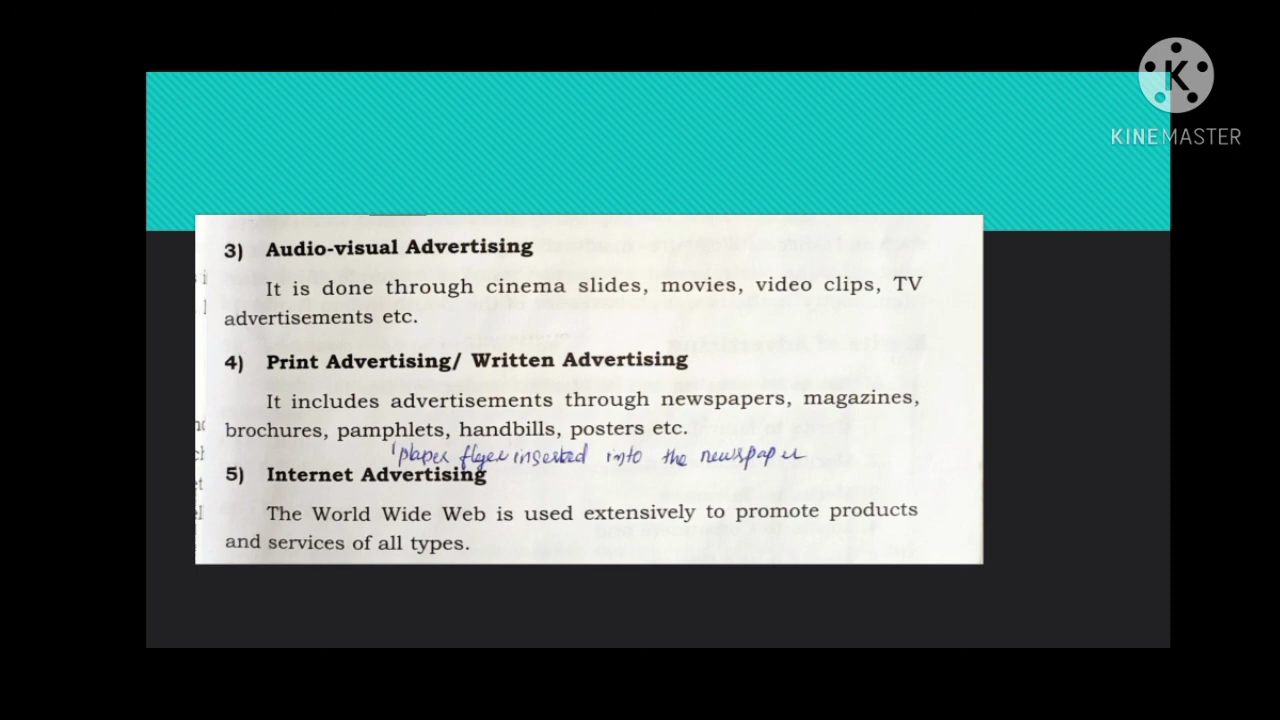 KINEMASTER
3) Audio-visual Advertising
It is done through cinema slides, movies, video clips, TV
advertisements etc.
4) Print Advertising/ Written Advertising
It includes advertisements through newspapers, magazines,
brochures, pamphlets, handbills, posters etc.
paper flyer inserted into the newspaper
5) Internet Advertising
The World Wide Web is used extensively to promote products
and services of all types.